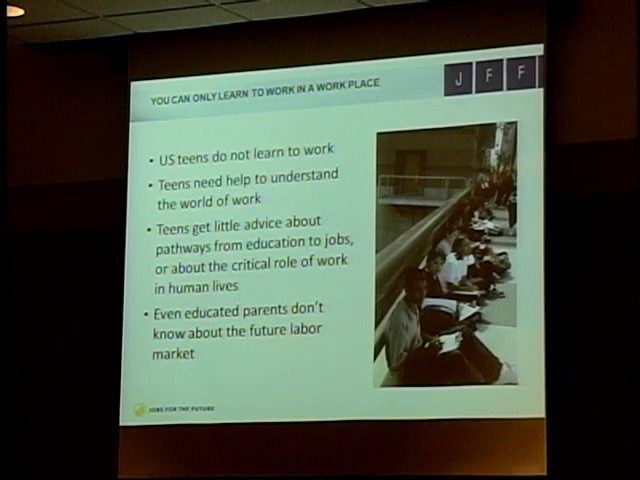 YOU CAN ONLY LEARN TO WORK IN A WORK PLACE
J F F
• US teens do not learn to work
• Teens need help to understand
the world of work
• Teens get little advice about
pathways from education to jobs,
or about the critical role of work
in human lives
• Even educated parents don't
know about the future labor
market
JOBS FOR THE FUTURE